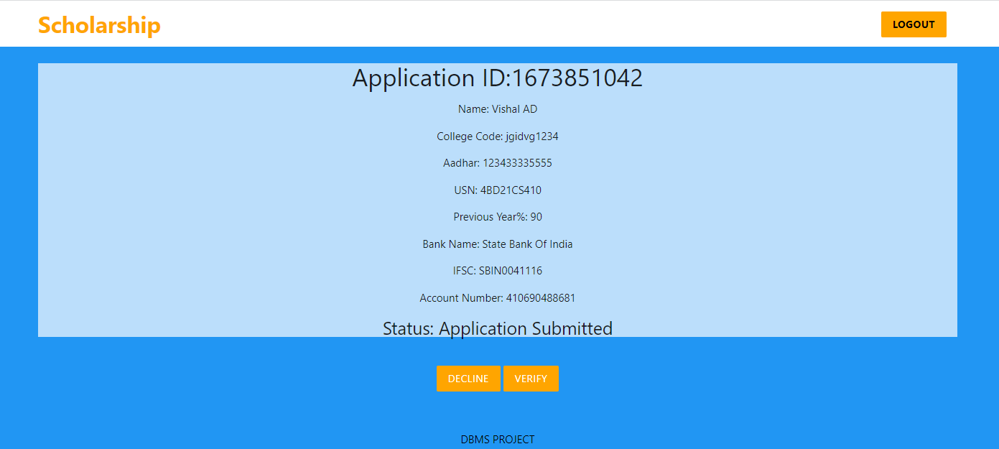 Scholarship
LOGOUT
Application ID:1673851042
Name: Vishal AD
College Code: jgidvg1234
Aadhar: 123433335555
USN: 4BD21CS410
Previous Year%: 90
Bank Name: State Bank Of India
IFSC: SBIN0041116
Account Number: 410690488681
Status: Application Submitted
DECLINE VERIFY
DBMS PROJECT